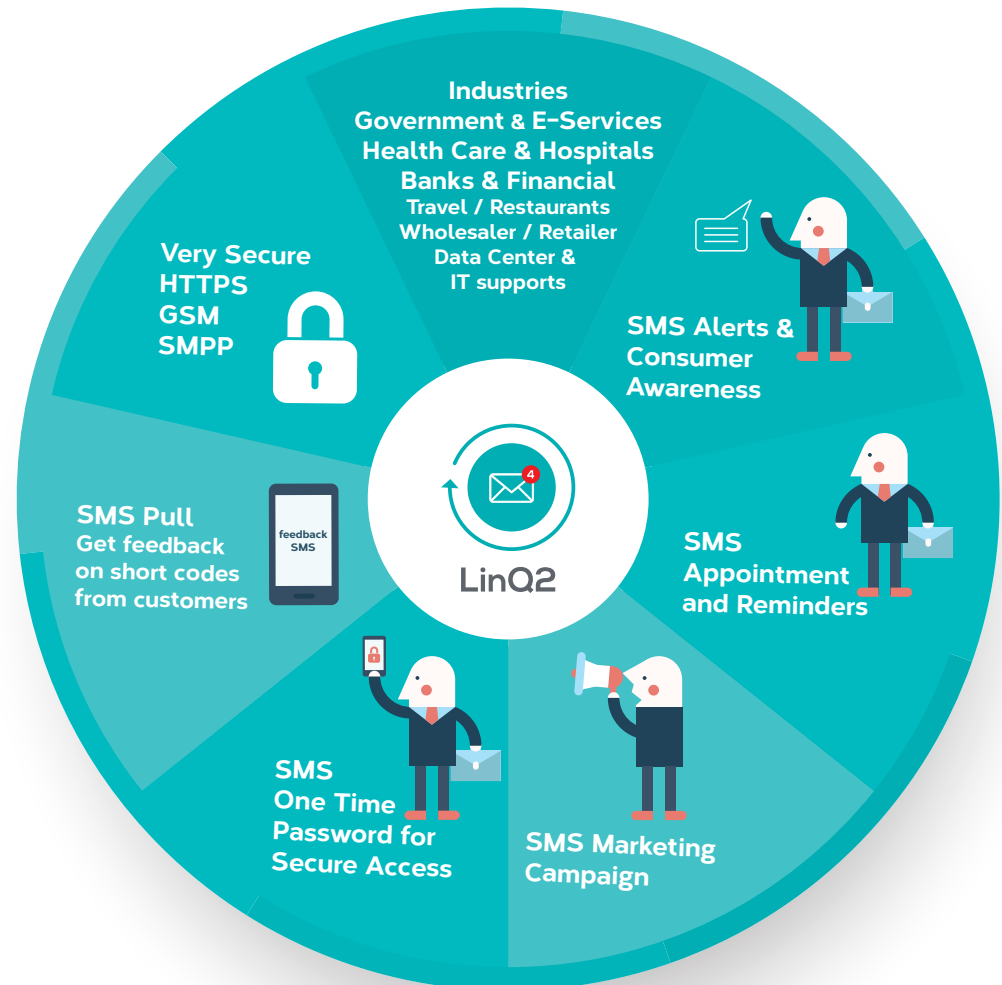 Industries
Government & E-Services
Health Care & Hospitals
Banks & Financial
Travel / Restaurants
Wholesaler / Retailer
Data Center &
IT supports
SMS Alerts &
Consumer
Awareness
SMS
Appointment
and Reminders
SMS Marketing
Campaign
SMS
One Time
Password for
Secure Access
SMS Pull
Get feedback
on short codes
from customers
feedback
SMS
Very Secure
HTTPS
GSM
SMPP
4
LinQ2